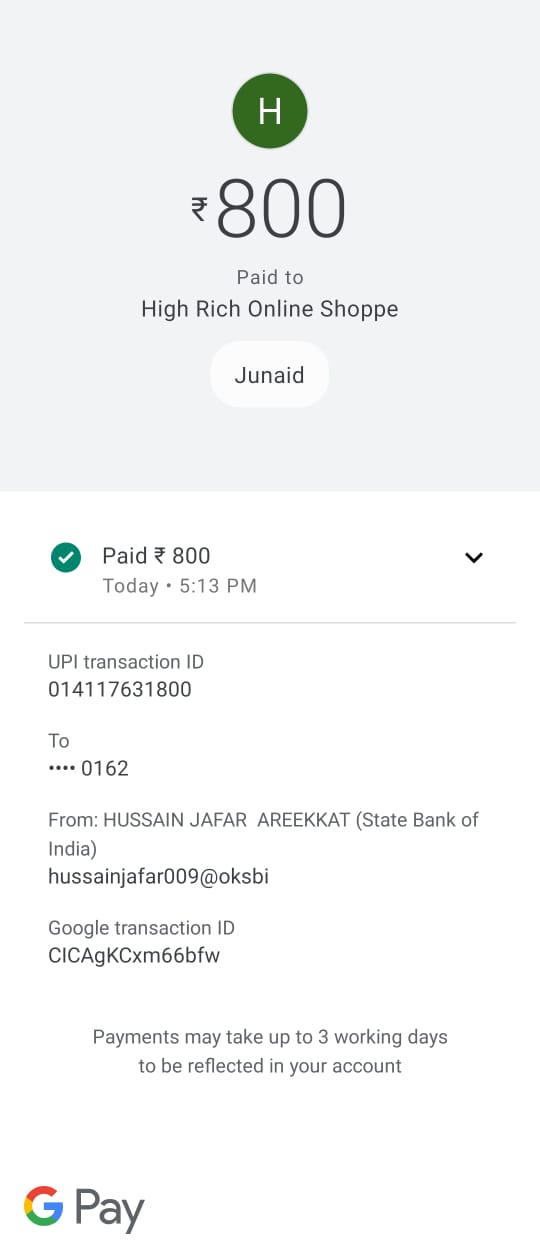 H
₹800
Paid to
High Rich Online Shoppe
Junaid
Paid ₹ 800
Today • 5:13 PM
UPI transaction ID
014117631800
To
•••• 0162
From: HUSSAIN JAFAR  AREEKKAT (State Bank of
India)
hussainjafar009@oksbi
Google transaction ID
CICAgKCxm66bfw
Payments may take up to 3 working days
to be reflected in your account
G Pay